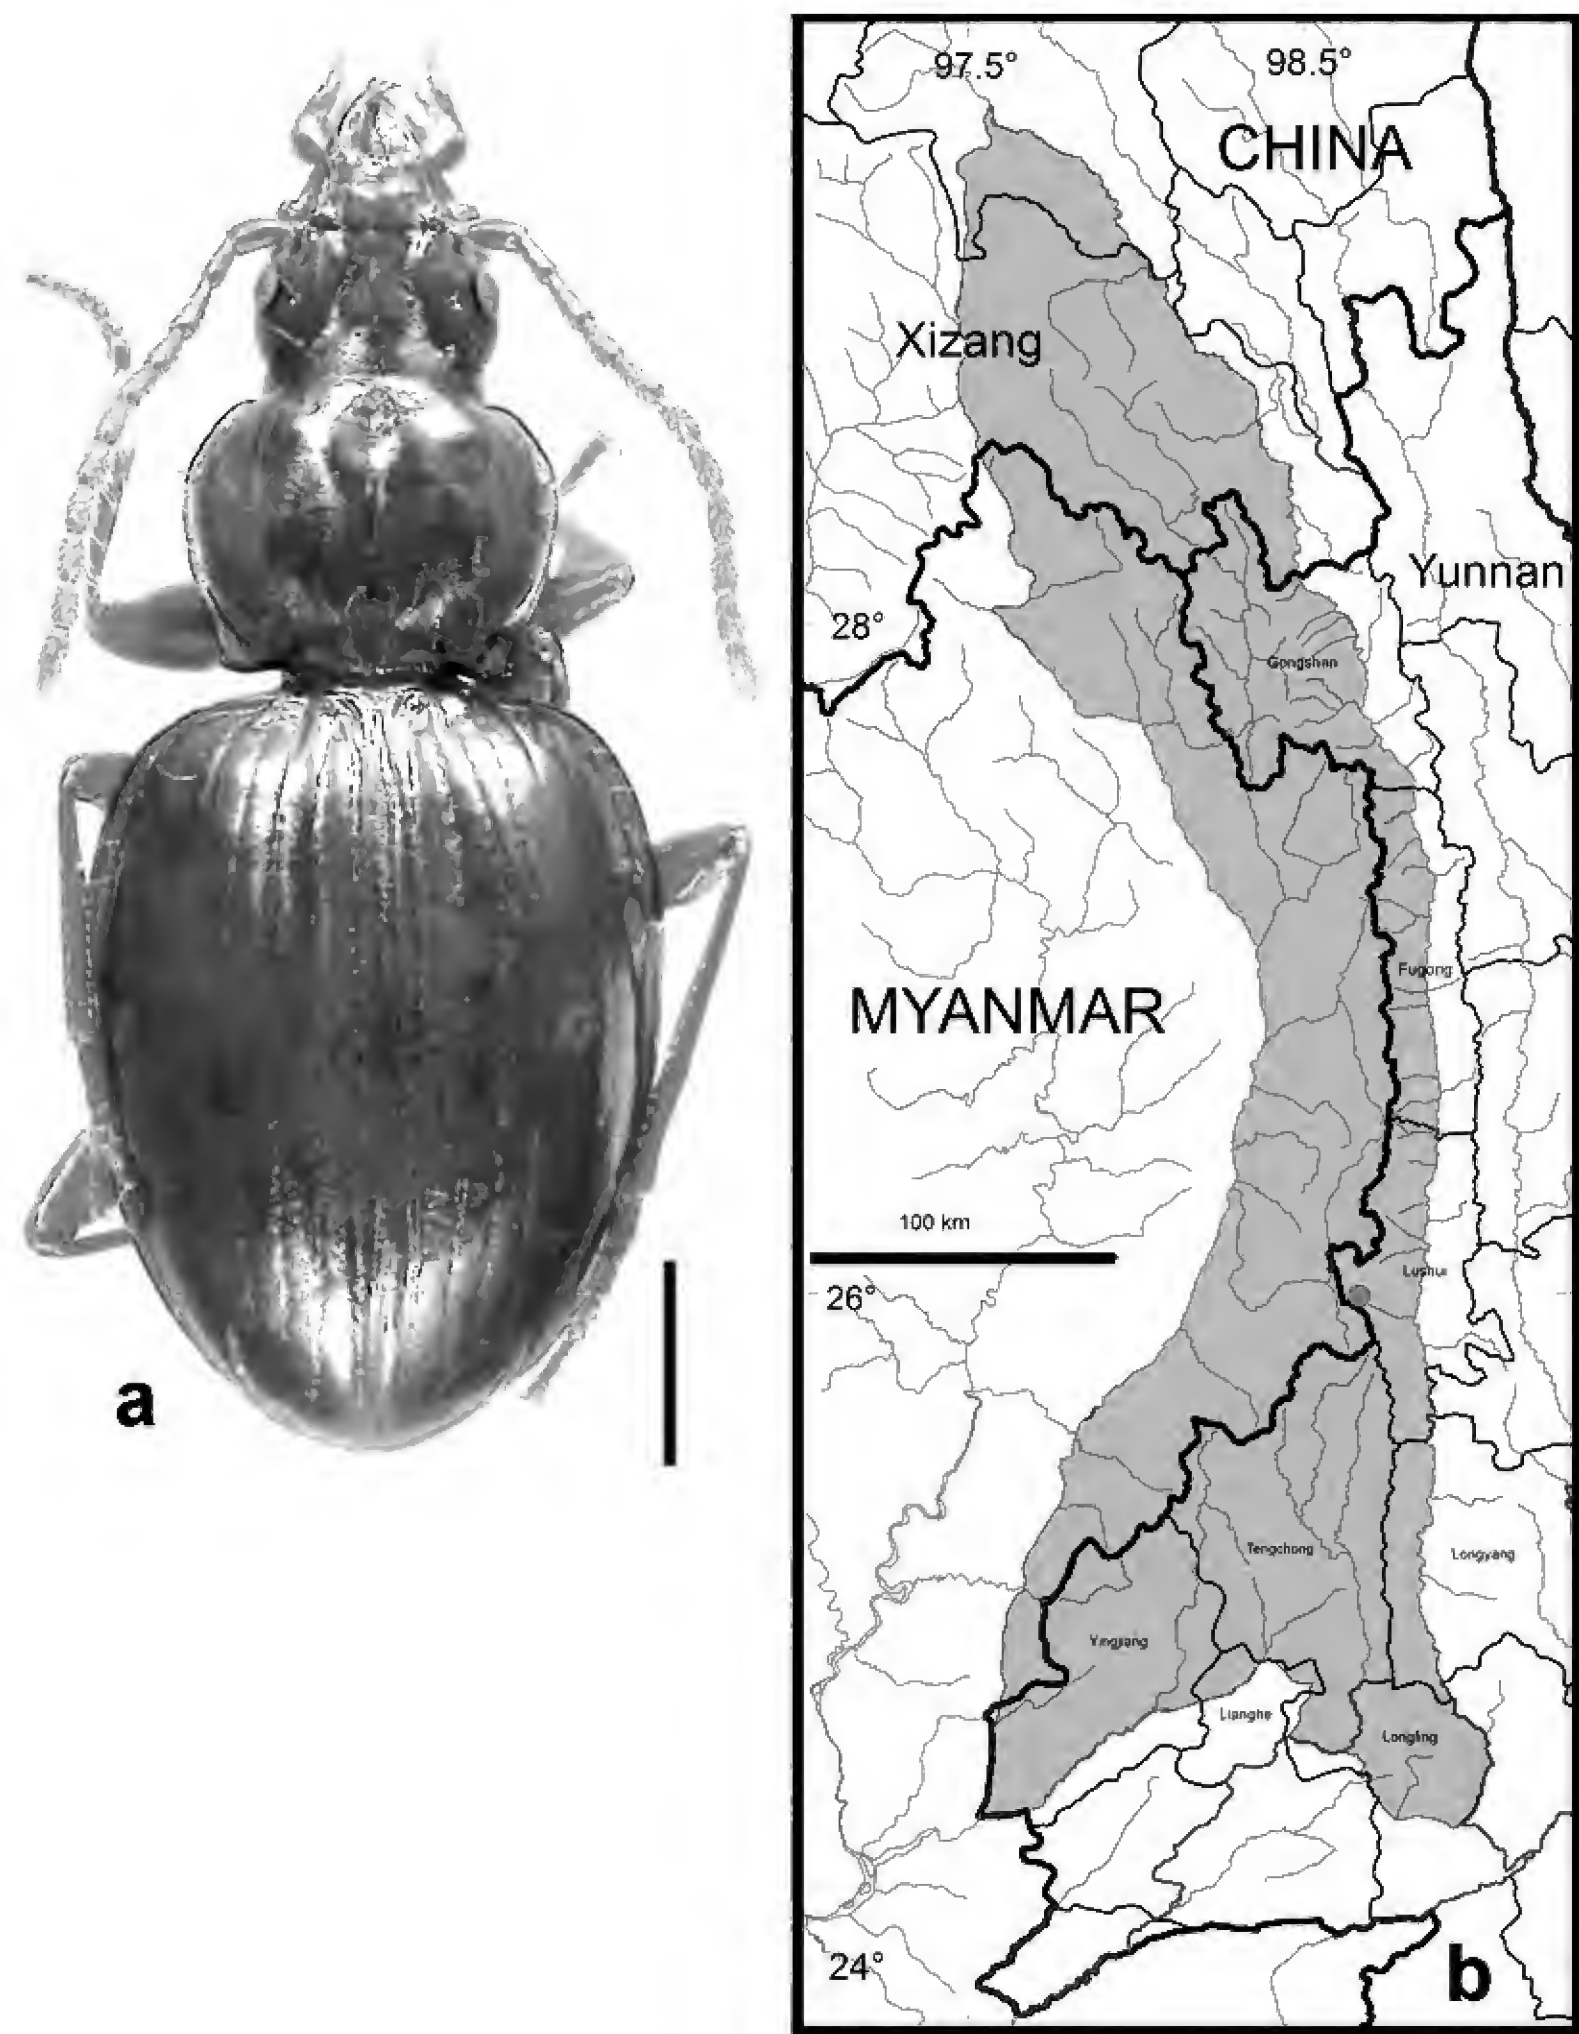 97.5°
98.5°
CHINA
Xizang
Yunnan
28°
Gongshan
Fugong
MYANMAR
100 km
Lushui
26°
a
Tengchong
Longyang
Yingjiang
Lianghe
Longling
24°
b